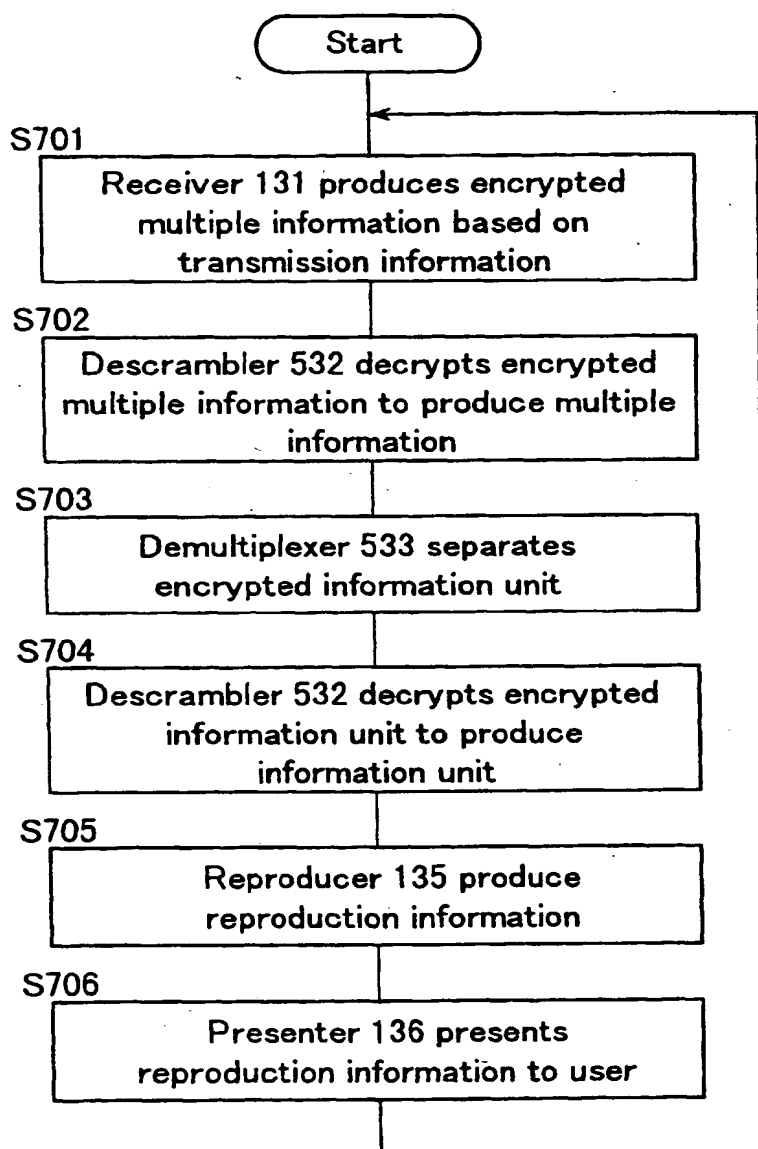 Start
S701
Receiver 131 produces encrypted
multiple information based on
transmission information
S702
Descrambler 532 decrypts encrypted
multiple information to produce multiple
information
S703
Demultiplexer 533 separates
encrypted information unit
S704
Descrambler 532 decrypts encrypted
information unit to produce
information unit
S705
Reproducer 135 produce
reproduction information
S706
Presenter 136 presents
reproduction information to user